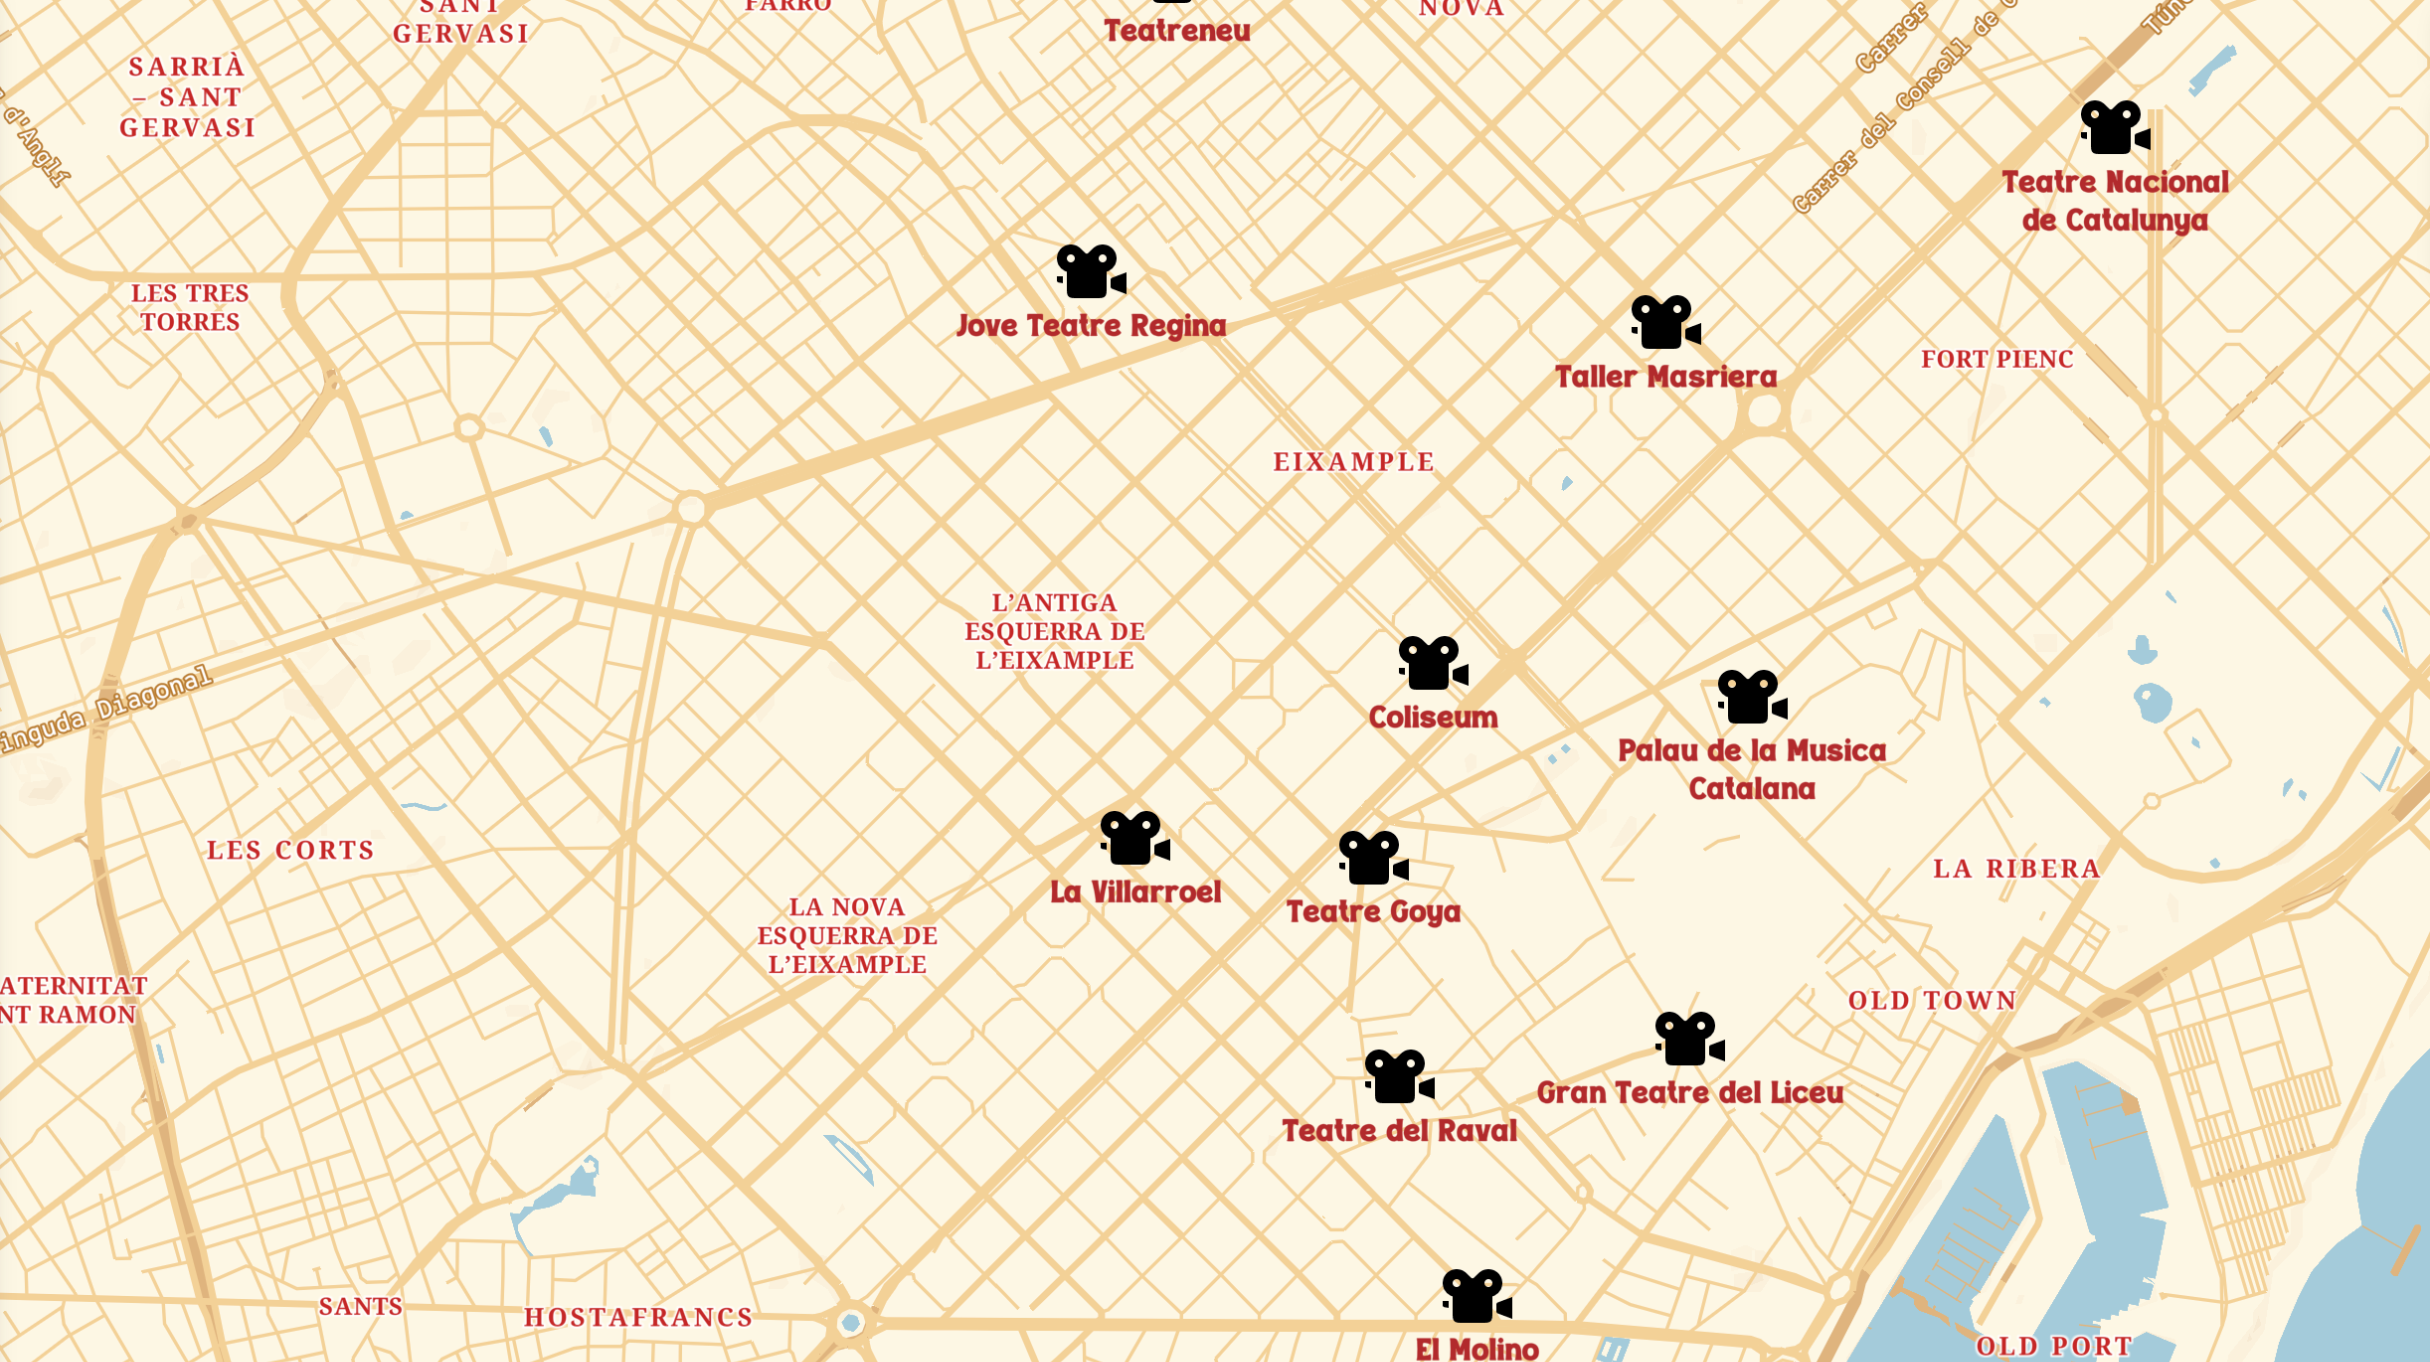 SANT
GERVASI
FARRÓ
Teatreneu
NOVA
Carrer
Carrer del Consell de
SARRIÀ
– SANT
GERVASI
d'Anglí
Teatre Nacional
de Catalunya
LES TRES
TORRES
Jove Teatre Regina
Taller Masriera
FORT PIENC
EIXAMPLE
L’ANTIGA
ESQUERRA DE
L’EIXAMPLE
inguda Diagonal
Coliseum
Palau de la Musica
Catalana
LES CORTS
La Villarroel
Teatre Goya
LA RIBERA
LA NOVA
ESQUERRA DE
L’EIXAMPLE
ATERNITAT
NT RAMON
OLD TOWN
Gran Teatre del Liceu
Teatre del Raval
SANTS
HOSTAFRANCS
El Molino
OLD PORT